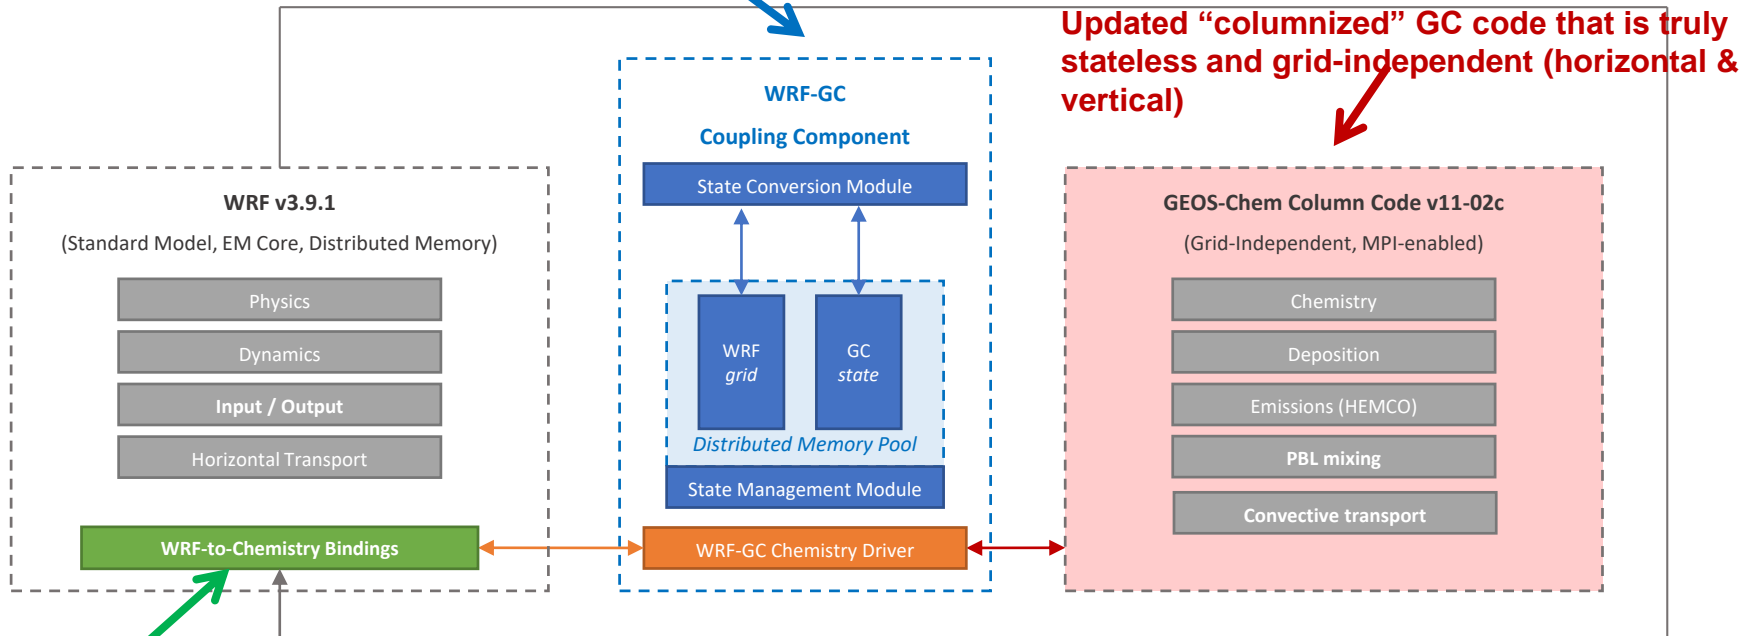 Updated “columnized” GC code that is truly
stateless and grid-independent (horizontal &
vertical)
WRF v3.9.1
(Standard Model, EM Core, Distributed Memory)
Physics
Dynamics
Input / Output
Horizontal Transport
WRF-to-Chemistry Bindings
WRF-GC
Coupling Component
State Conversion Module
WRF
grid
GC
state
Distributed Memory Pool
State Management Module
WRF-GC Chemistry Driver
GEOS-Chem Column Code v11-02c
(Grid-Independent, MPI-enabled)
Chemistry
Deposition
Emissions (HEMCO)
PBL mixing
Convective transport